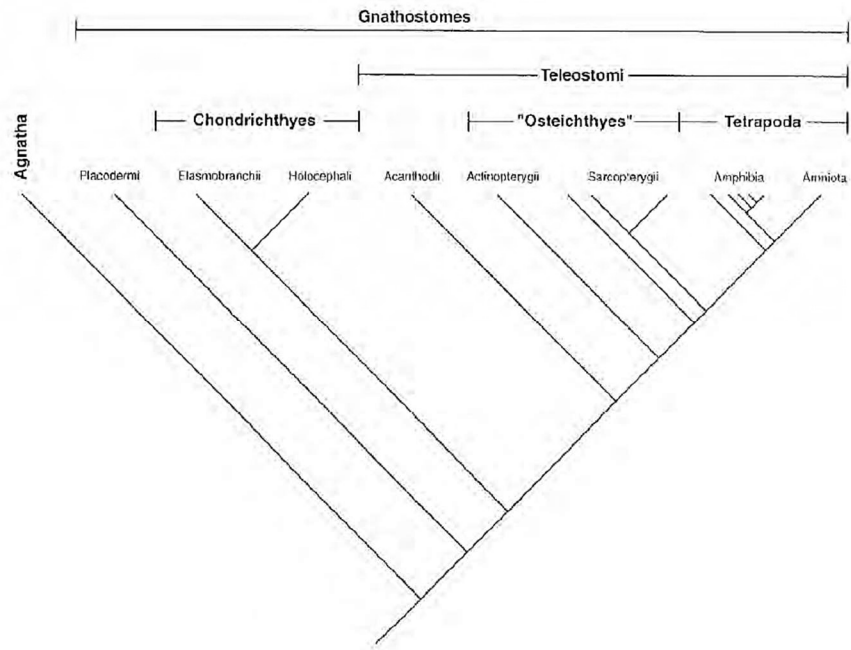 Gnathostomes
Teleostomi
Chondrichthyes
"Osteichthyes"
Tetrapoda
Agnatha
Placodermi
Elasmobranchii
Holocephali
Acanthodii
Actinopterygii
Sarcopterygii
Amphibia
Amniota